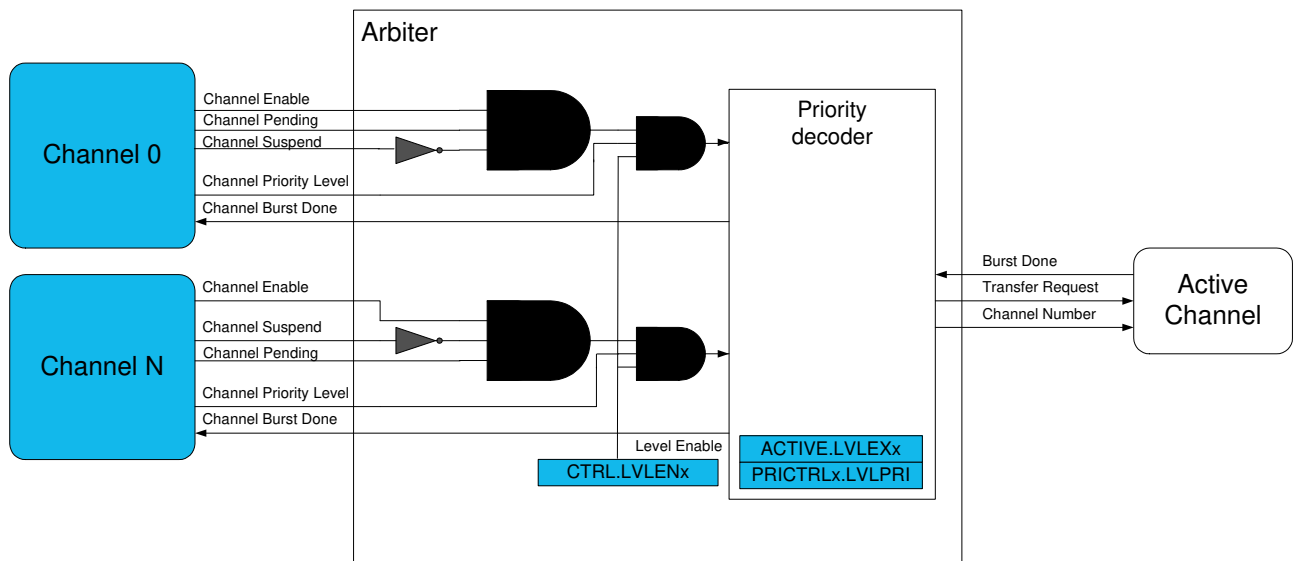 Arbiter
Channel 0
Channel Enable
Channel Pending
Channel Suspend
Channel Priority Level
Channel Burst Done
Priority
decoder
Channel N
Channel Enable
Channel Suspend
Channel Pending
Channel Priority Level
Channel Burst Done
Level Enable
CTRL.LVLENx
ACTIVE.LVLEXx
PRICTRLx.LVLPRI
Burst Done
Transfer Request
Channel Number
Active
Channel